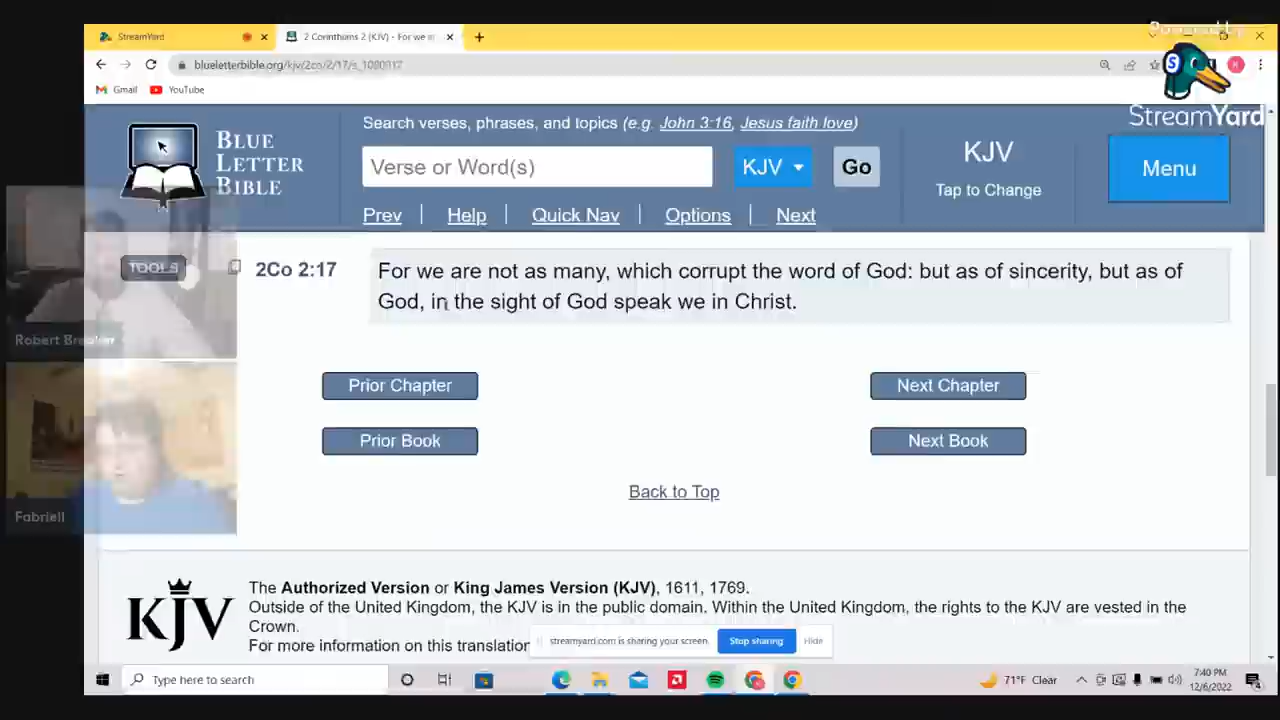 Powered by
StreamYard
StreamYard
2 Corinthians 2 (KJV) - For we
blueletterbible.org/kjv/2co/2/17/s_1080017
Gmail
YouTube
BLUE
LETTER
BIBLE
Search verses, phrases, and topics (e.g. John 3:16, Jesus faith love)
Verse or Word(s)
KJV
Go
KJV
Tap to Change
Menu
Prev | Help | Quick Nav | Options | Next
TOOLS
2Co 2:17
For we are not as many, which corrupt the word of God: but as of sincerity, but as of
God, in the sight of God speak we in Christ.
Robert
Fabriell
Prior Chapter
Next Chapter
Prior Book
Next Book
Back to Top
KJV
The Authorized Version or King James Version (KJV), 1611, 1769.
Outside of the United Kingdom, the KJV is in the public domain. Within the United Kingdom, the rights to the KJV are vested in the
Crown.
For more information on this translation
streamyard.com is sharing your screen.
Stop sharing
Hide
Type here to search
71°F Clear
7:40 PM
12/6/2022